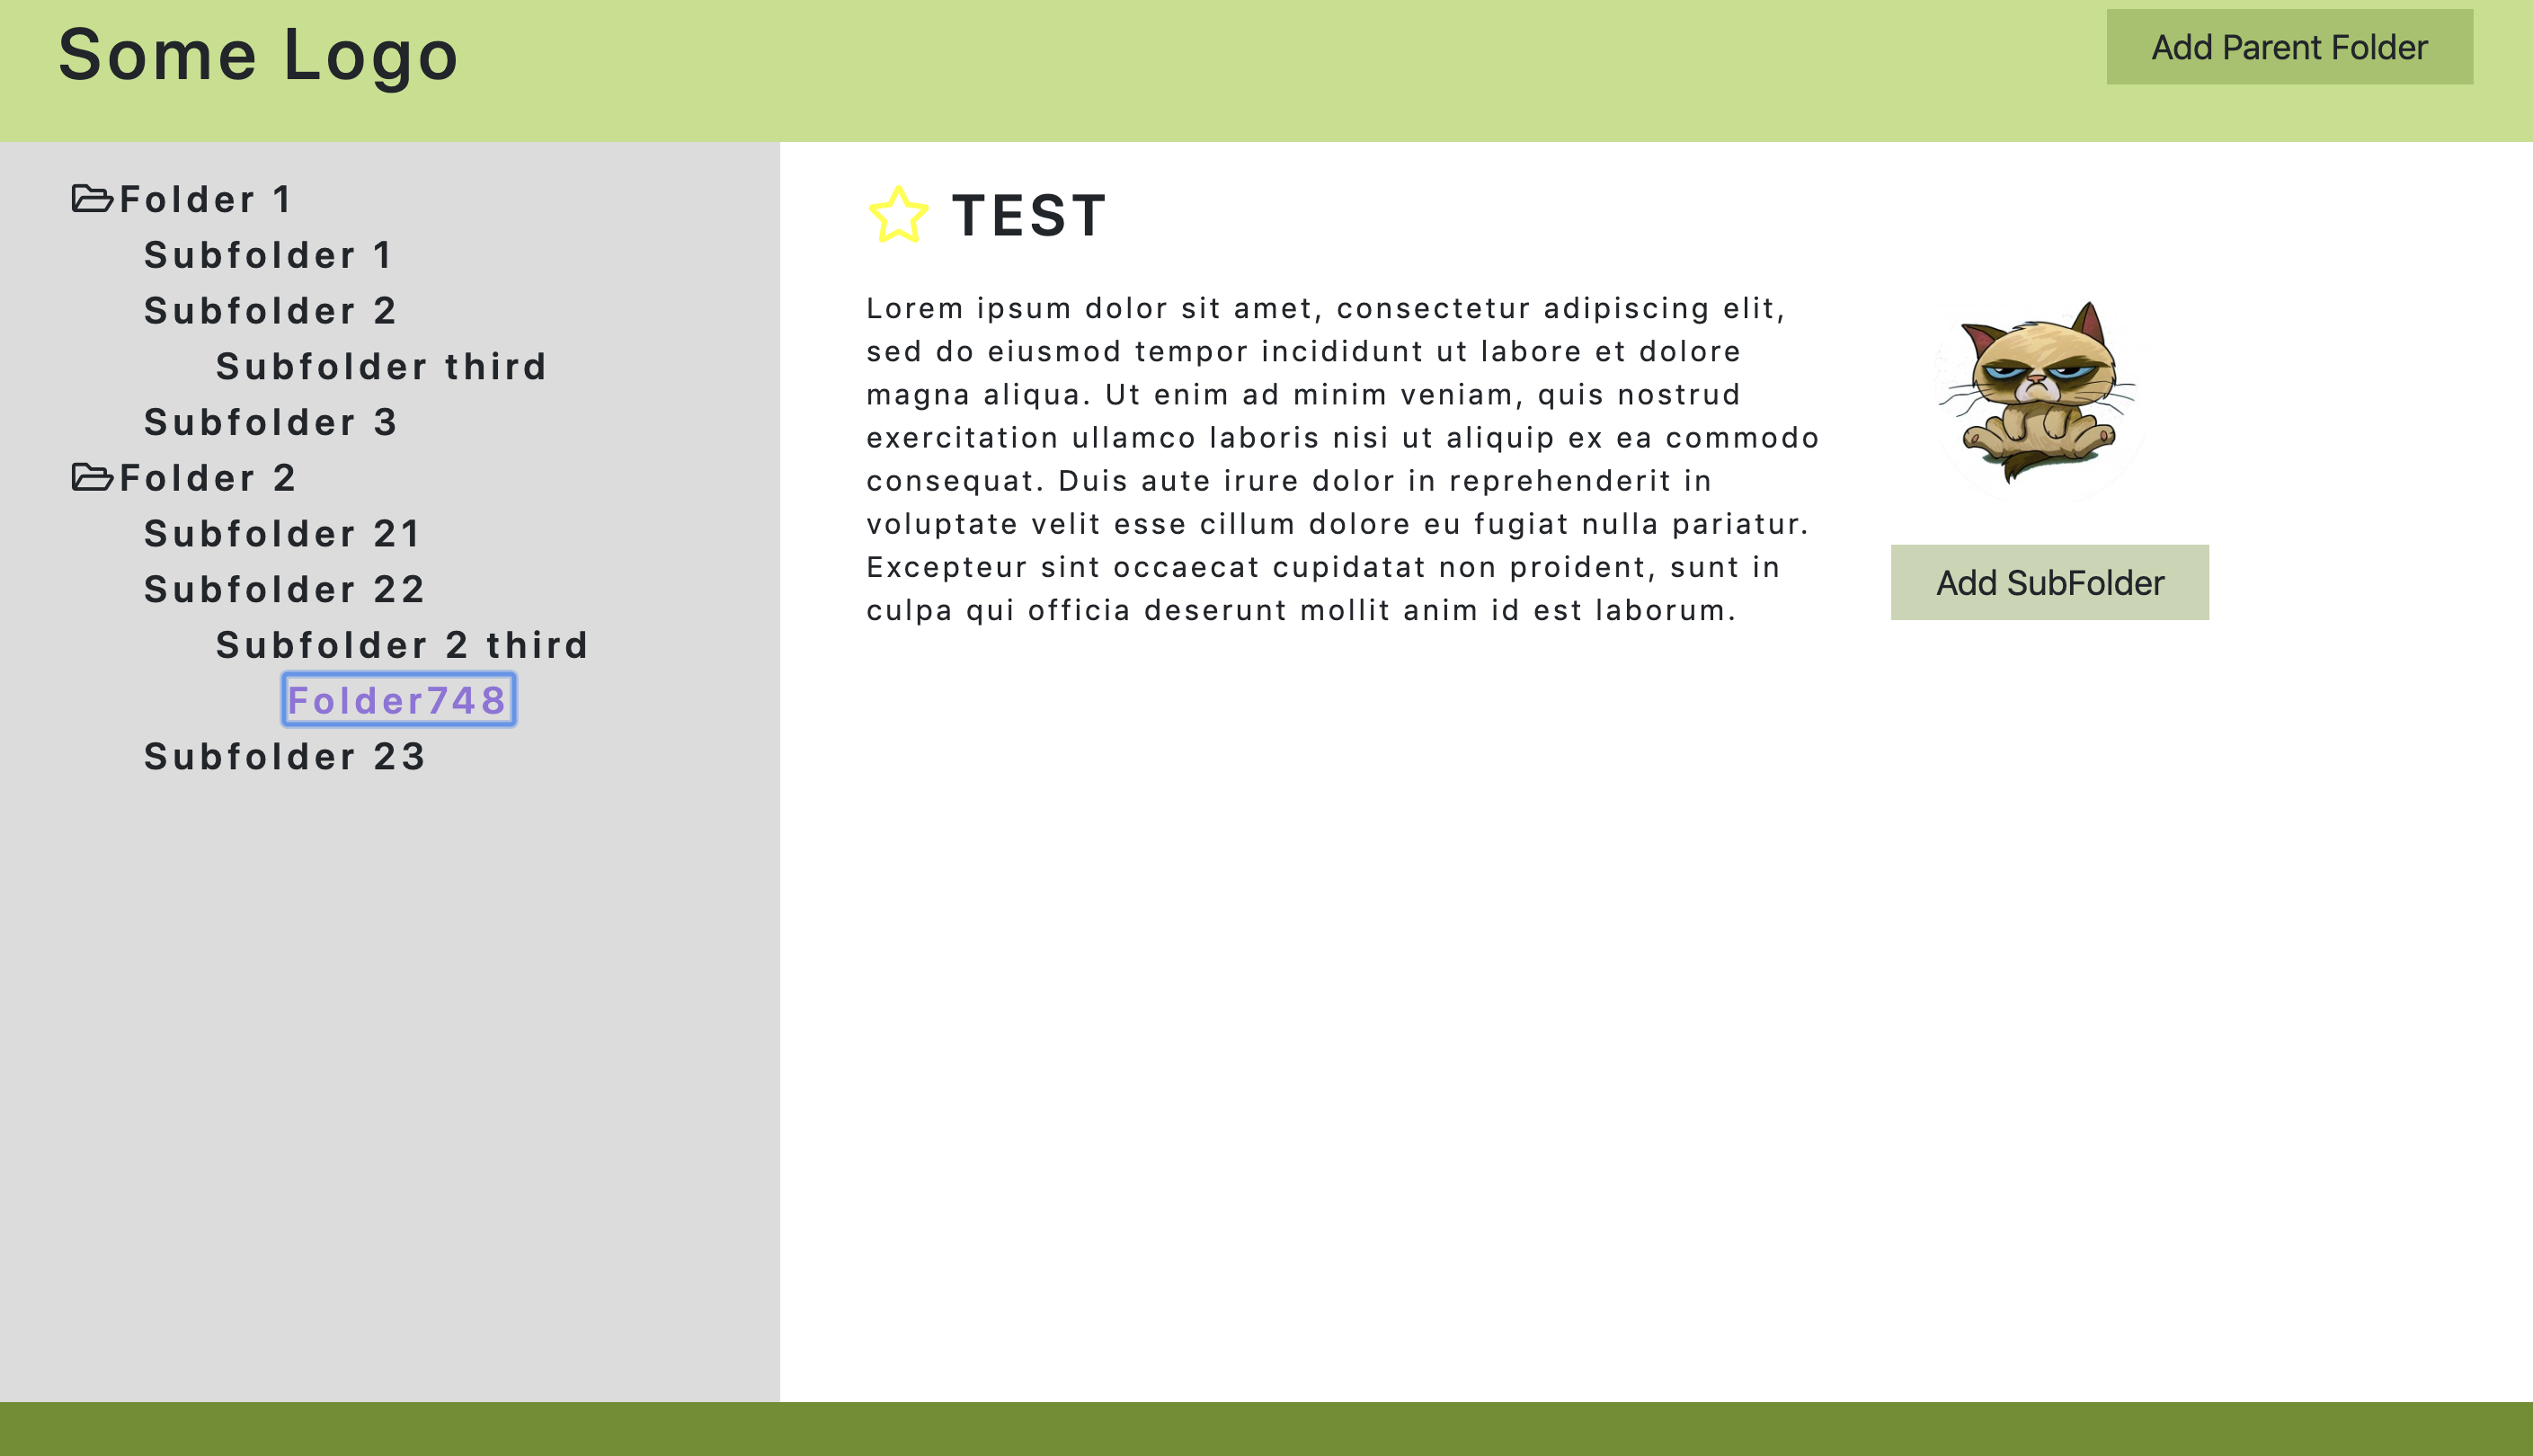 Some Logo
Add Parent Folder
Folder 1
Subfolder 1
Subfolder 2
Subfolder third
Subfolder 3
Folder 2
Subfolder 21
Subfolder 22
Subfolder 2 third
Folder748
Subfolder 23
TEST
Lorem ipsum dolor sit amet, consectetur adipiscing elit,
sed do eiusmod tempor incididunt ut labore et dolore
magna aliqua. Ut enim ad minim veniam, quis nostrud
exercitation ullamco laboris nisi ut aliquip ex ea commodo
consequat. Duis aute irure dolor in reprehenderit in
voluptate velit esse cillum dolore eu fugiat nulla pariatur.
Excepteur sint occaecat cupidatat non proident, sunt in
culpa qui officia deserunt mollit anim id est laborum.
Add SubFolder